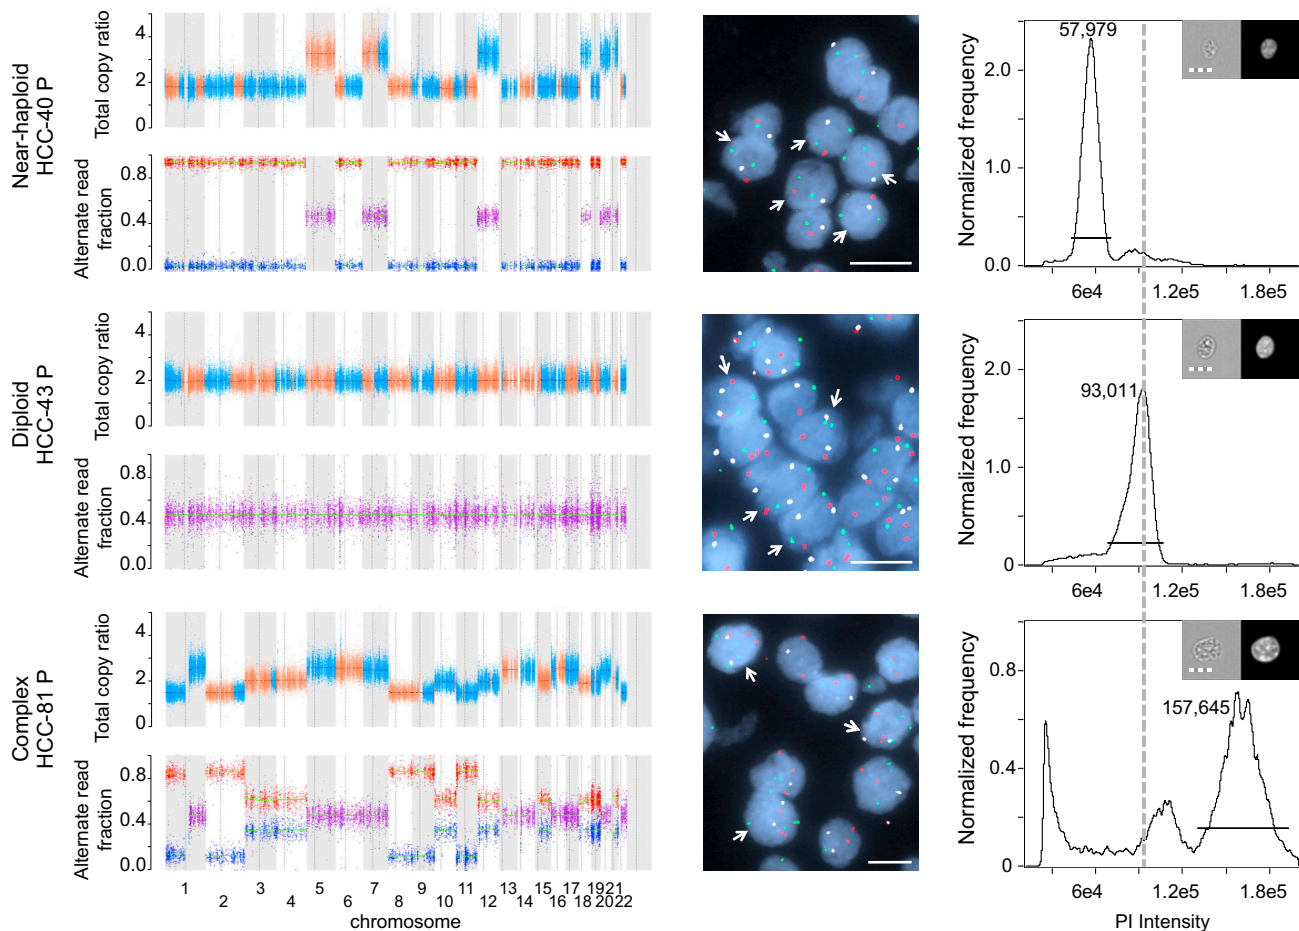 Near-haploid
HCC-40 P
Total copy ratio
4
2
0
Alternate read
fraction
0.8
0.4
0.0
Normalized frequency
57,979
2.0
1.0
0.0
6e4
1.2e5
1.8e5
Diploid
HCC-43 P
Total copy ratio
4
2
0
Alternate read
fraction
0.8
0.4
0.0
Normalized frequency
93,011
2.0
1.0
0
6e4
1.2e5
1.8e5
Complex
HCC-81 P
Total copy ratio
4
2
0
Alternate read
fraction
0.8
0.4
0.0
1 3 5 7 9 11 13 15 17 19 21
2 4 6 8 10 12 14 16 18 20 22
chromosome
Normalized frequency
157,645
0.8
0.4
0
6e4
1.2e5
1.8e5
PI Intensity